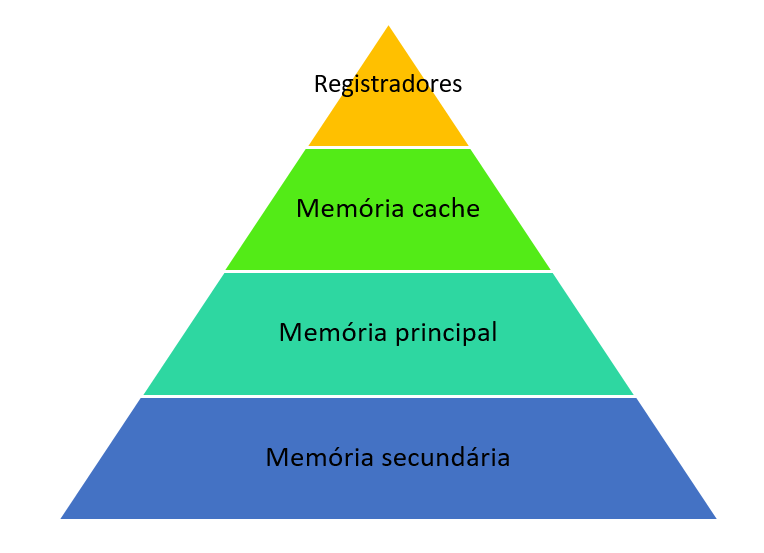 Registradores
Memória cache
Memória principal
Memória secundária